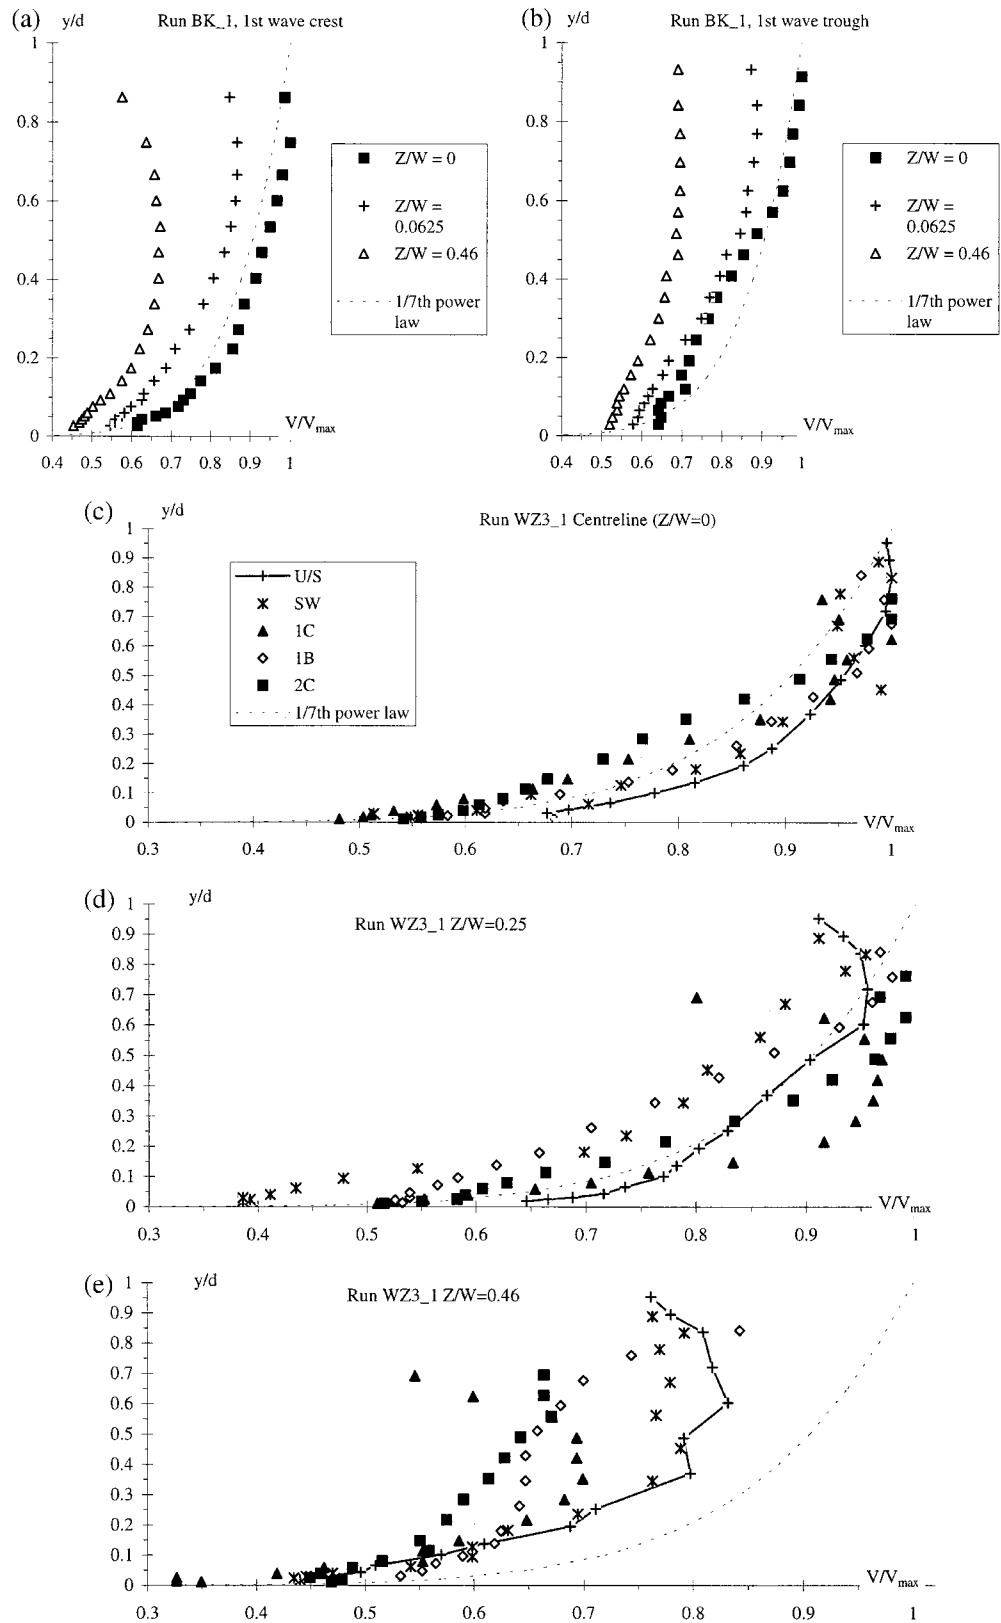 (a) y/d Run BK_1, 1st wave crest
1
0.8
0.6
0.4
0.2
0
0.4 0.5 0.6 0.7 0.8 0.9 1
V/Vmax
Z/W = 0
Z/W =
0.0625
Z/W = 0.46
1/7th power
law
(b) y/d Run BK_1, 1st wave trough
1
0.8
0.6
0.4
0.2
0
0.4 0.5 0.6 0.7 0.8 0.9 1
V/Vmax
Z/W = 0
Z/W =
0.0625
Z/W = 0.46
1/7th power
law
(c) y/d Run WZ3_1 Centreline (Z/W=0)
1
0.9
0.8
0.7
0.6
0.5
0.4
0.3
0.2
0.1
0
U/S
SW
1C
1B
2C
1/7th power law
V/Vmax
0.3 0.4 0.5 0.6 0.7 0.8 0.9 1
(d) y/d
Run WZ3_1 Z/W=0.25
1
0.9
0.8
0.7
0.6
0.5
0.4
0.3
0.2
0.1
0
V/Vmax
0.3 0.4 0.5 0.6 0.7 0.8 0.9 1
(e) y/d
Run WZ3_1 Z/W=0.46
1
0.9
0.8
0.7
0.6
0.5
0.4
0.3
0.2
0.1
0
V/Vmax
0.3 0.4 0.5 0.6 0.7 0.8 0.9 1